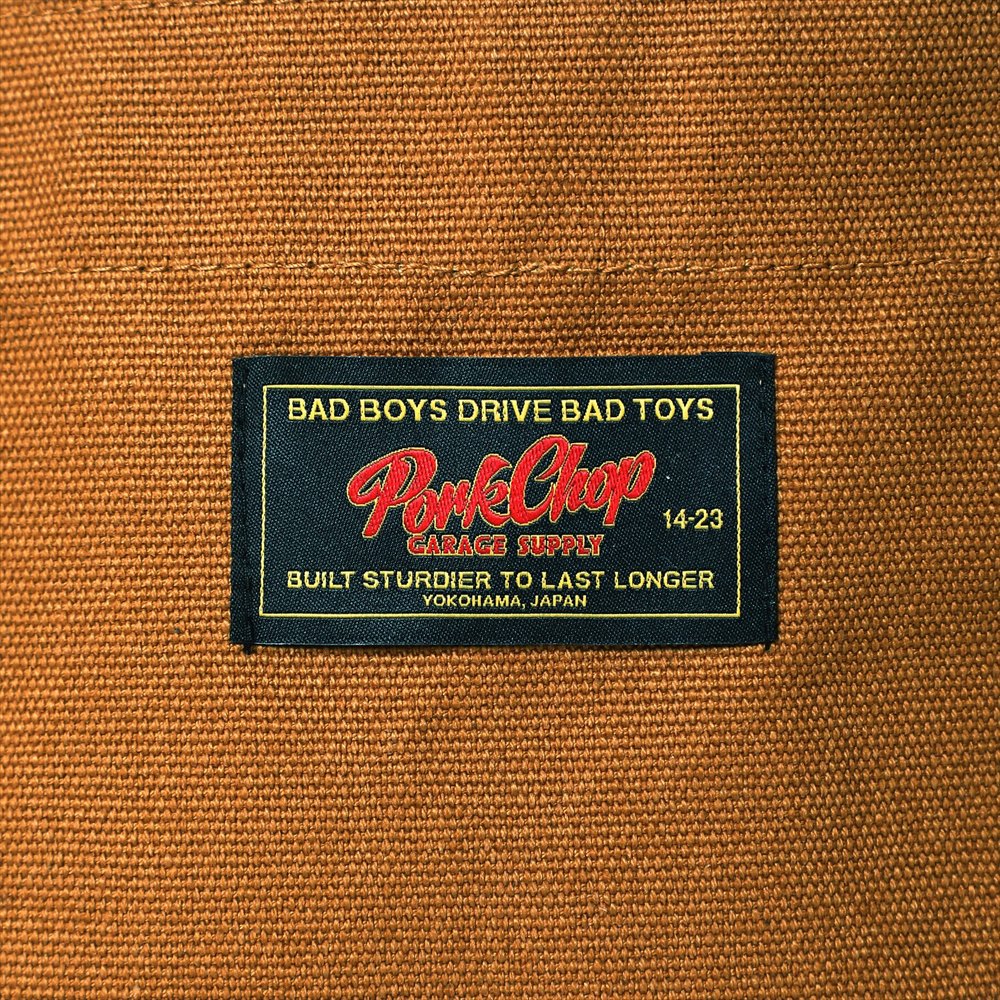 BAD BOYS DRIVE BAD TOYS
PorkChop
14-23
GARAGE SUPPLY
BUILT STURDIER TO LAST LONGER
YOKOHAMA, JAPAN